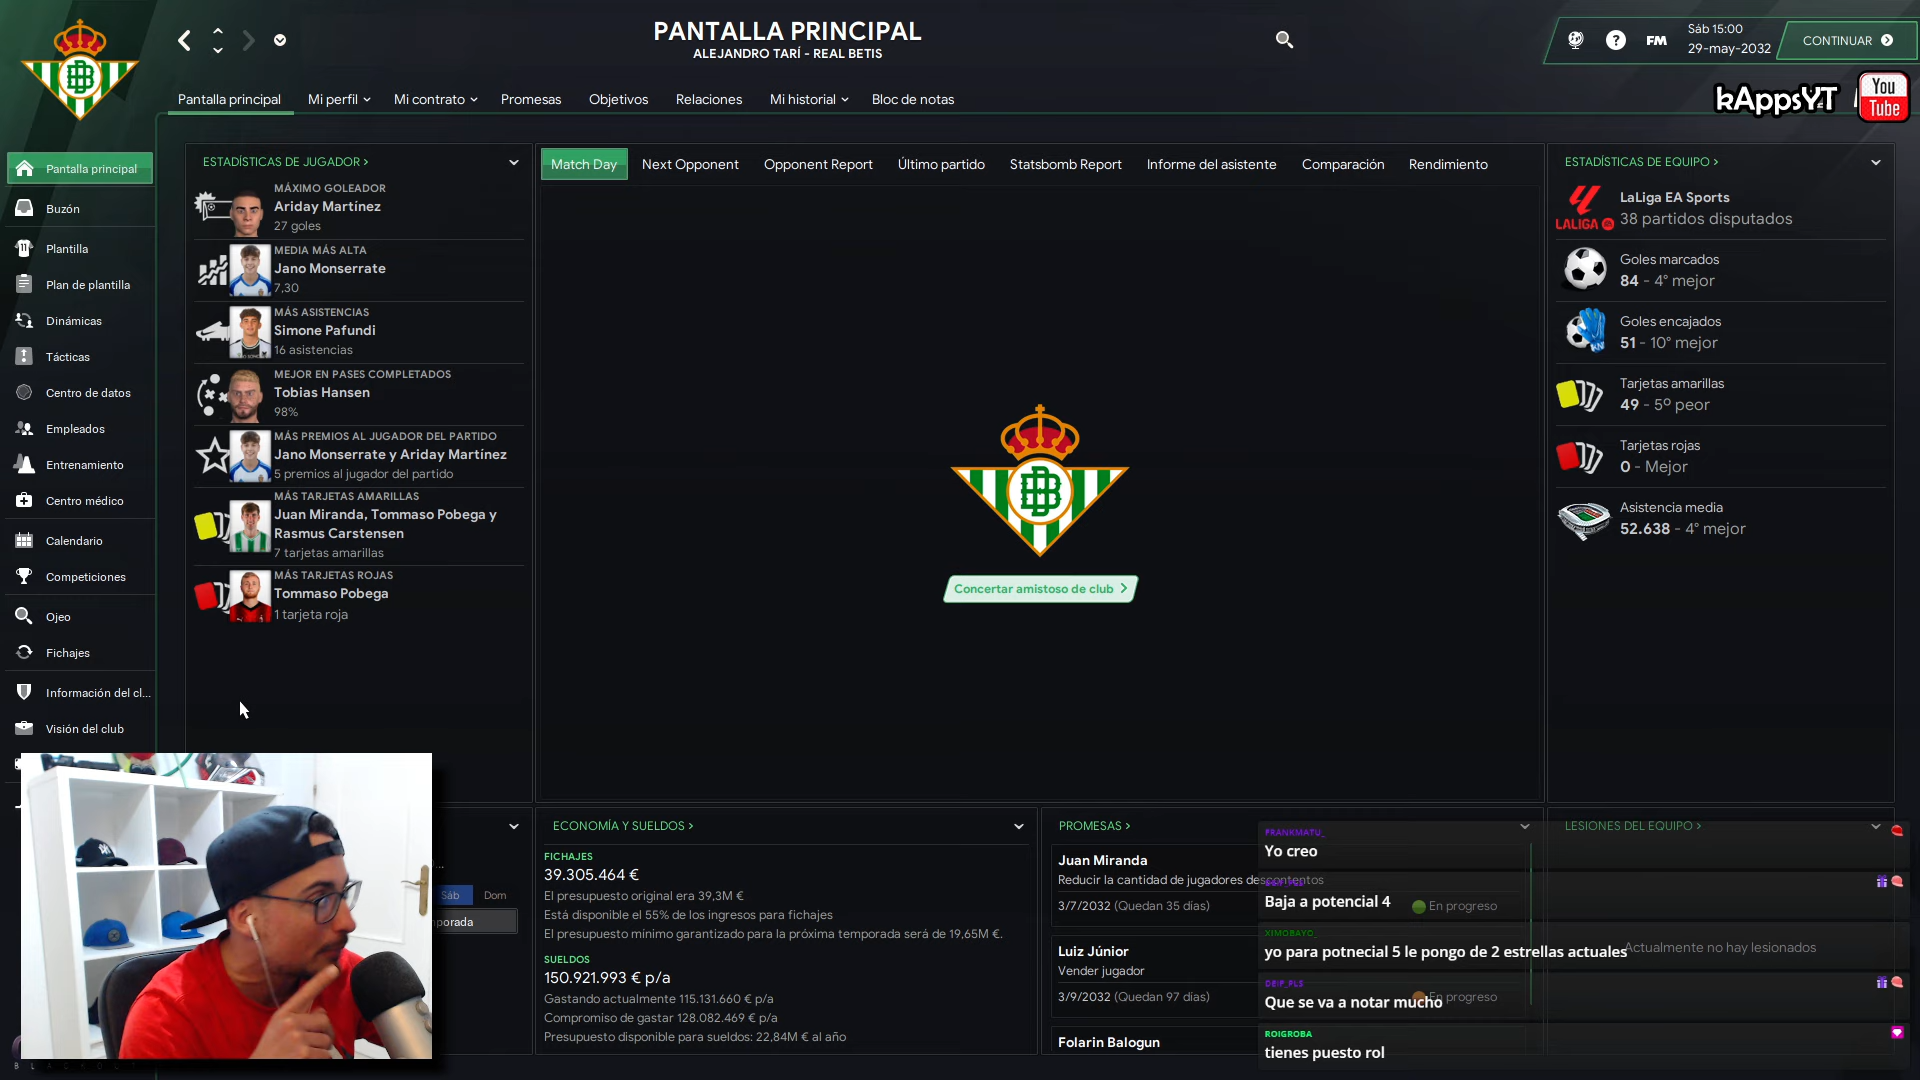 PANTALLA PRINCIPAL
ALEJANDRO TARÍ - REAL BETIS
FM
Sáb 15:00
29-may-2032
CONTINUAR
kAppsYT
You
Tube
Pantalla principal
Mi perfil
Mi contrato
Promesas
Objetivos
Relaciones
Mi historial
Bloc de notas
Pantalla principal
Buzón
Plantilla
Plan de plantilla
Dinámicas
Tácticas
Centro de datos
Empleados
Entrenamiento
Centro médico
Calendario
Competiciones
Ojeo
Fichajes
Información del cl...
Visión del club
ESTADÍSTICAS DE JUGADOR >
MÁXIMO GOLEADOR
Ariday Martínez
27 goles
MEDIA MÁS ALTA
Jano Monserrate
7,30
MÁS ASISTENCIAS
Simone Pafundi
16 asistencias
MEJOR EN PASES COMPLETADOS
Tobias Hansen
98%
MÁS PREMIOS AL JUGADOR DEL PARTIDO
Jano Monserrate y Ariday Martínez
5 premios al jugador del partido
MÁS TARJETAS AMARILLAS
Juan Miranda, Tommaso Pobega y
Rasmus Carstensen
7 tarjetas amarillas
MÁS TARJETAS ROJAS
Tommaso Pobega
1 tarjeta roja
Match Day
Next Opponent
Opponent Report
Último partido
Statsbomb Report
Informe del asistente
Comparación
Rendimiento
Concertar amistoso de club >
ESTADÍSTICAS DE EQUIPO >
LALIGA
LaLiga EA Sports
38 partidos disputados
Goles marcados
84 - 4° mejor
Goles encajados
51 - 10° mejor
Tarjetas amarillas
49 - 5º peor
Tarjetas rojas
0 - Mejor
Asistencia media
52.638 - 4° mejor
Sáb
Dom
porada
ECONOMÍA Y SUELDOS >
FICHAJES
39.305.464 €
El presupuesto original era 39,3M €
Está disponible el 55% de los ingresos para fichajes
El presupuesto mínimo garantizado para la próxima temporada será de 19,65M €.
SUELDOS
150.921.993 € p/a
Gastando actualmente 115.131.660 € p/a
Compromiso de gastar 128.082.469 € p/a
Presupuesto disponible para sueldos: 22,84M € al año
PROMESAS >
Juan Miranda
Reducir la cantidad de jugadores descontentos
3/7/2032 (Quedan 35 días)
En progreso
Luiz Júnior
Vender jugador
3/9/2032 (Quedan 97 días)
En progreso
Folarin Balogun
LESIONES DEL EQUIPO >
Actualmente no hay lesionados
FRANKMATU_
Yo creo
Baja a potencial 4
XIMOBAYO_
yo para potnecial 5 le pongo de 2 estrellas actuales
DEIF_PLS
Que se va a notar mucho
ROIGROBA
tienes puesto rol